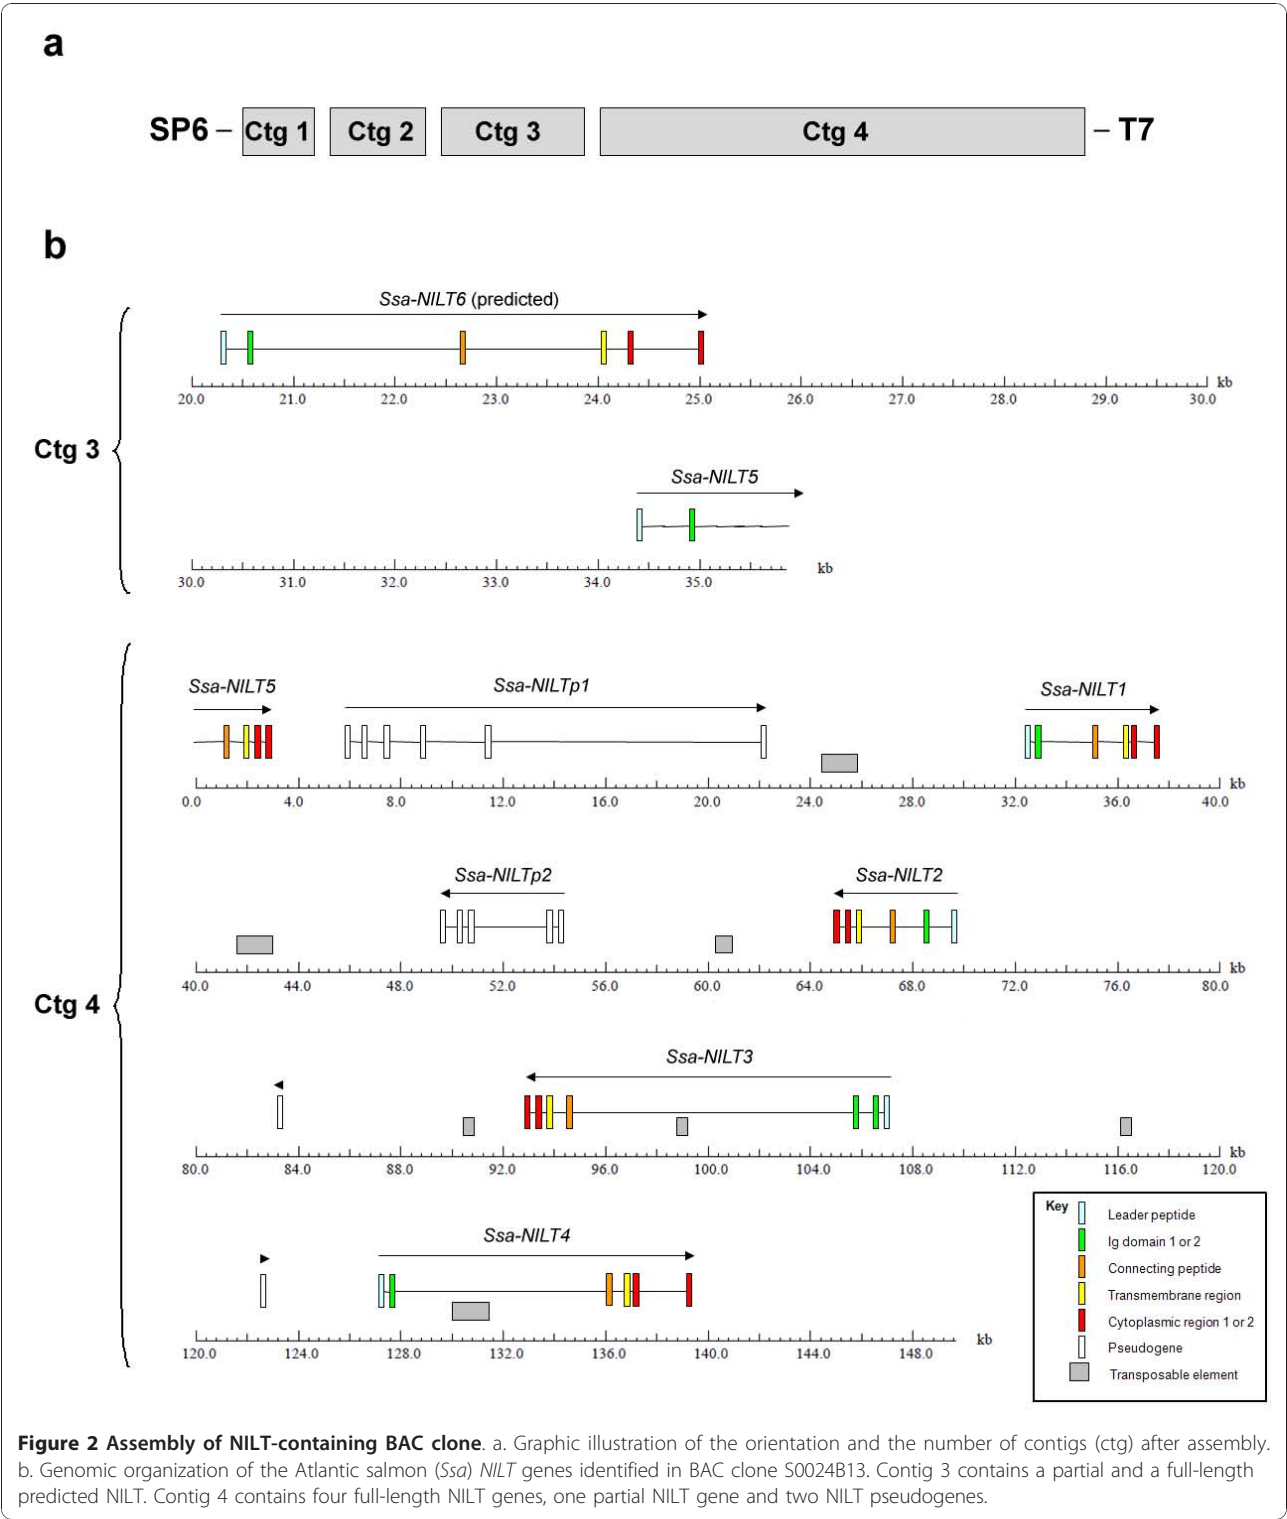 a
SP6 – Ctg 1 Ctg 2 Ctg 3 Ctg 4 – T7
b
Ssa-NILT6 (predicted)
kb
20.0 21.0 22.0 23.0 24.0 25.0 26.0 27.0 28.0 29.0 30.0
Ctg 3
Ssa-NILT5
kb
30.0 31.0 32.0 33.0 34.0 35.0
Ssa-NILT5 Ssa-NILTp1 Ssa-NILT1
kb
0.0 4.0 8.0 12.0 16.0 20.0 24.0 28.0 32.0 36.0 40.0
Ssa-NILTp2 Ssa-NILT2
kb
40.0 44.0 48.0 52.0 56.0 60.0 64.0 68.0 72.0 76.0 80.0
Ctg 4
Ssa-NILT3
kb
80.0 84.0 88.0 92.0 96.0 100.0 104.0 108.0 112.0 116.0 120.0
Ssa-NILT4
kb
120.0 124.0 128.0 132.0 136.0 140.0 144.0 148.0
Key
Leader peptide
Ig domain 1 or 2
Connecting peptide
Transmembrane region
Cytoplasmic region 1 or 2
Pseudogene
Transposable element
Figure 2 Assembly of NILT-containing BAC clone. a. Graphic illustration of the orientation and the number of contigs (ctg) after assembly.
b. Genomic organization of the Atlantic salmon (Ssa) NILT genes identified in BAC clone S0024B13. Contig 3 contains a partial and a full-length
predicted NILT. Contig 4 contains four full-length NILT genes, one partial NILT gene and two NILT pseudogenes.